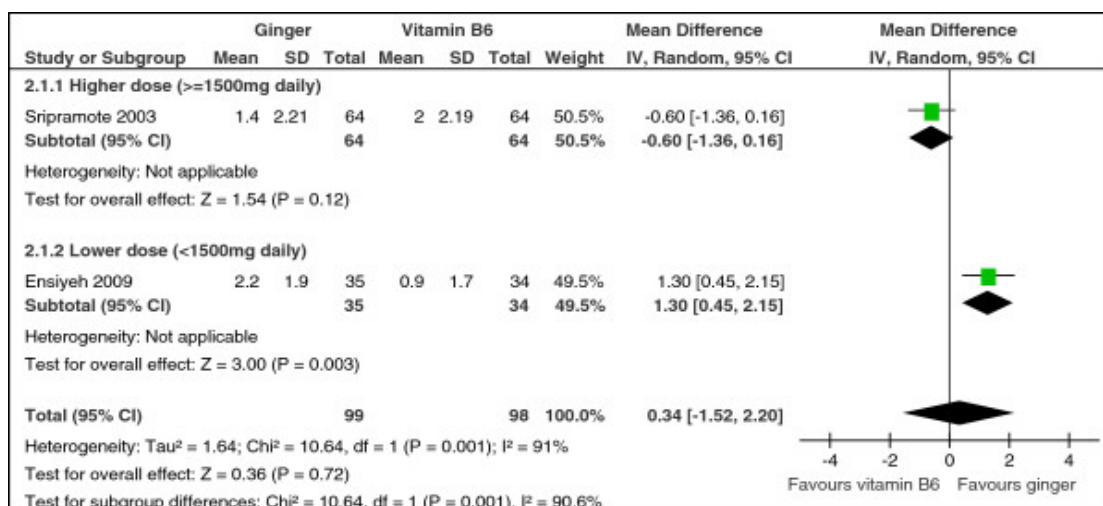 Ginger Vitamin B6 Mean Difference Mean Difference
Study or Subgroup Mean SD Total Mean SD Total Weight IV, Random, 95% CI IV, Random, 95% CI
2.1.1 Higher dose (>=1500mg daily)
Sripramote 2003 1.4 2.21 64 2 2.19 64 50.5% -0.60 [-1.36, 0.16]
Subtotal (95% CI) 64 64 50.5% -0.60 [-1.36, 0.16]
Heterogeneity: Not applicable
Test for overall effect: Z = 1.54 (P = 0.12)
2.1.2 Lower dose (<1500mg daily)
Ensiyeh 2009 2.2 1.9 35 0.9 1.7 34 49.5% 1.30 [0.45, 2.15]
Subtotal (95% CI) 35 34 49.5% 1.30 [0.45, 2.15]
Heterogeneity: Not applicable
Test for overall effect: Z = 3.00 (P = 0.003)
Total (95% CI) 99 98 100.0% 0.34 [-1.52, 2.20]
Heterogeneity: Tau² = 1.64; Chi² = 10.64, df = 1 (P = 0.001); I² = 91%
Test for overall effect: Z = 0.36 (P = 0.72)
Test for subgroup differences: Chi² = 10.64, df = 1 (P = 0.001), I² = 90.6%
-4 -2 0 2 4
Favours vitamin B6 Favours ginger